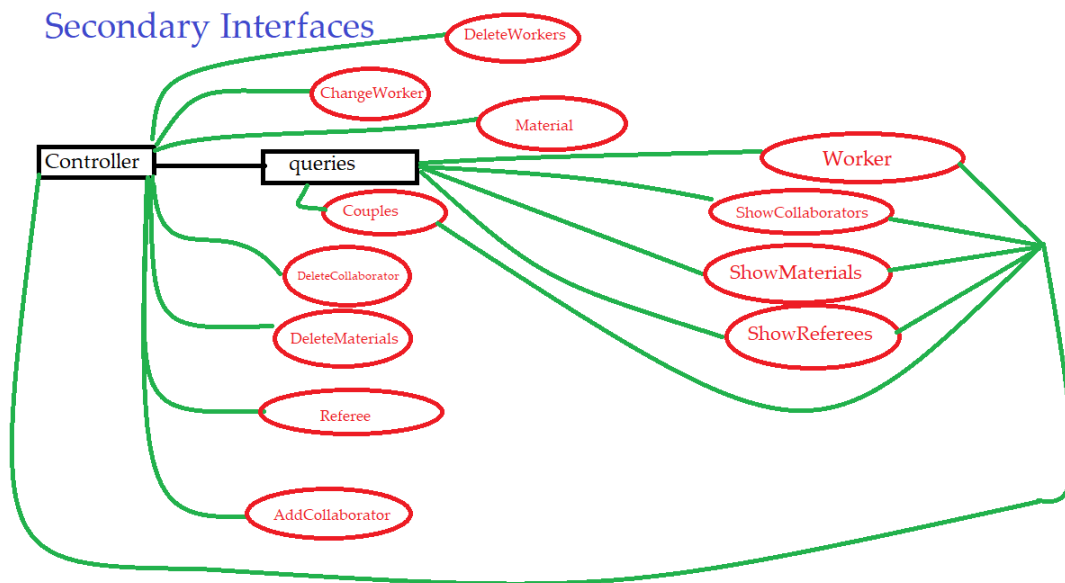 Secondary Interfaces
DeleteWorkers
ChangeWorker
Material
Controller
queries
Worker
Couples
ShowCollaborators
DeleteCollaborator
ShowMaterials
DeleteMaterials
ShowReferees
Referee
AddCollaborator